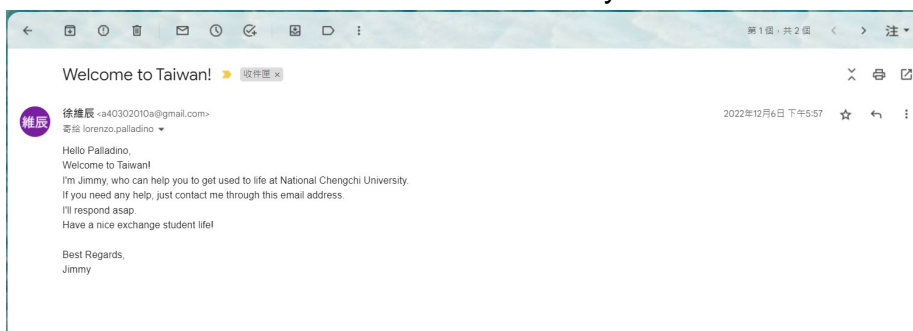 第 1 個，共 2 個
注
Welcome to Taiwan!
收件匣 ×
維辰
徐維辰 <a40302010a@gmail.com>
2022年12月6日 下午5:57
寄給 lorenzo.palladino
Hello Palladino,
Welcome to Taiwan!
I'm Jimmy, who can help you to get used to life at National Chengchi University.
If you need any help, just contact me through this email address.
I'll respond asap.
Have a nice exchange student life!
Best Regards,
Jimmy